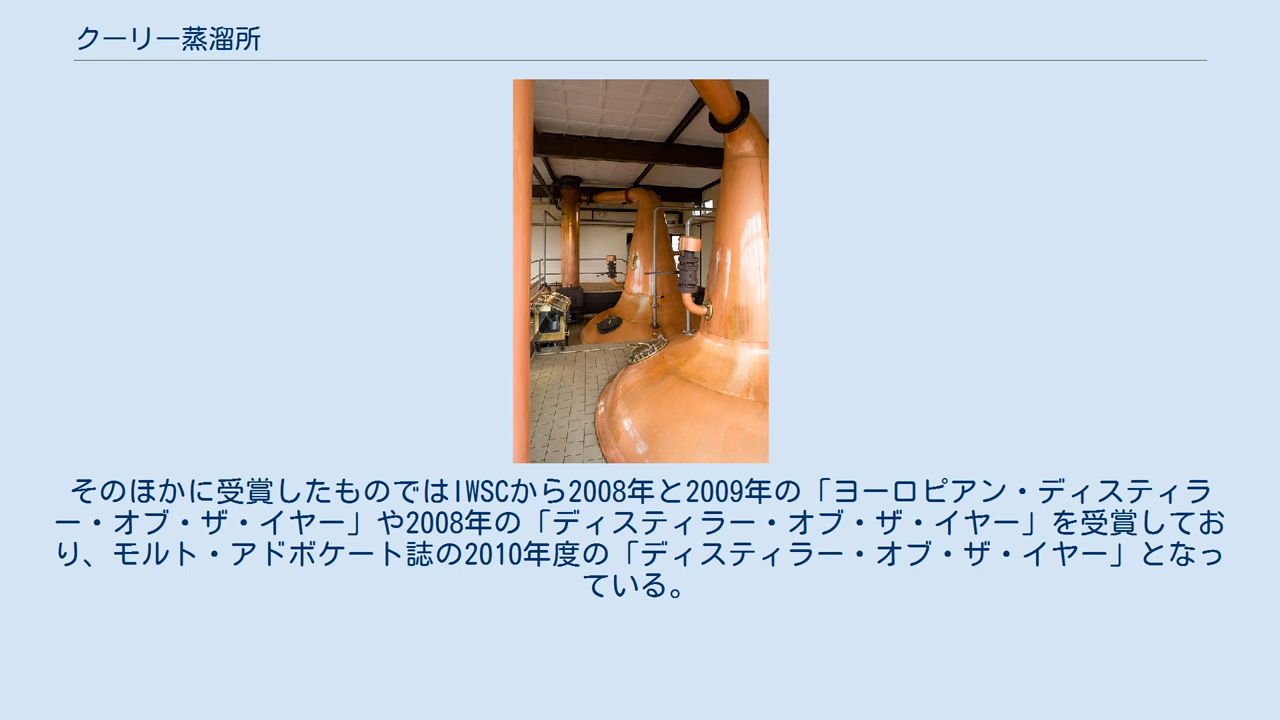 クーリー蒸溜所
そのほかに受賞したものではIWSCから2008年と2009年の「ヨーロピアン・ディスティラ
ー・オブ・ザ・イヤー」や2008年の「ディスティラー・オブ・ザ・イヤー」を受賞してお
り、モルト・アドボケート誌の2010年度の「ディスティラー・オブ・ザ・イヤー」となっ
ている。